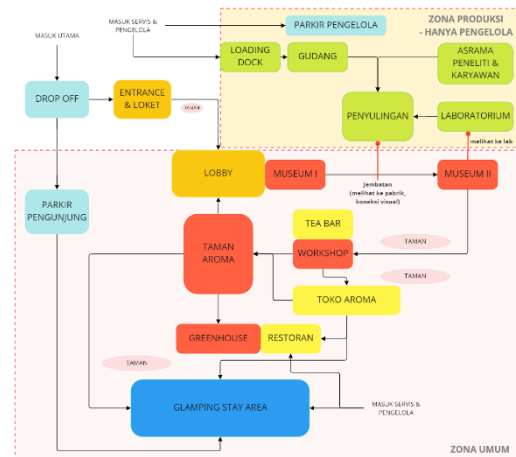 MASUK SERVIS &
PENGELOLA
PARKIR PENGELOLA
ZONA PRODUKSI
- HANYA PENGELOLA
MASUK UTAMA
LOADING
DOCK
GUDANG
ASRAMA
PENELITI &
KARYAWAN
DROP OFF
ENTRANCE
& LOKET
TAMAN
PENYULINGAN
LABORATORIUM
melihat ke lab
LOBBY
MUSEUM I
MUSEUM II
Jembatan
(melihat ke pabrik,
koneksi visual)
PARKIR
PENGUNJUNG
TAMAN
AROMA
TEA BAR
WORKSHOP
TAMAN
TAMAN
TOKO AROMA
GREENHOUSE
RESTORAN
TAMAN
GLAMPING STAY AREA
MASUK SERVIS &
PENGELOLA
ZONA UMUM